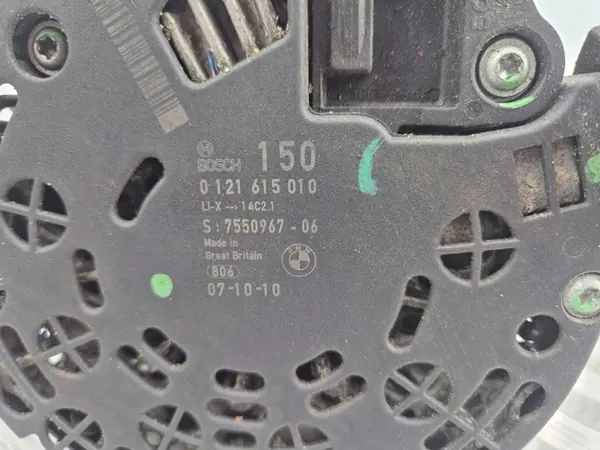 BOSCH 150
0 121 615 010
LI-X ~→ 14C2.1
S : 7550967 - 06
Made in
Great Britain
806
07-10-10